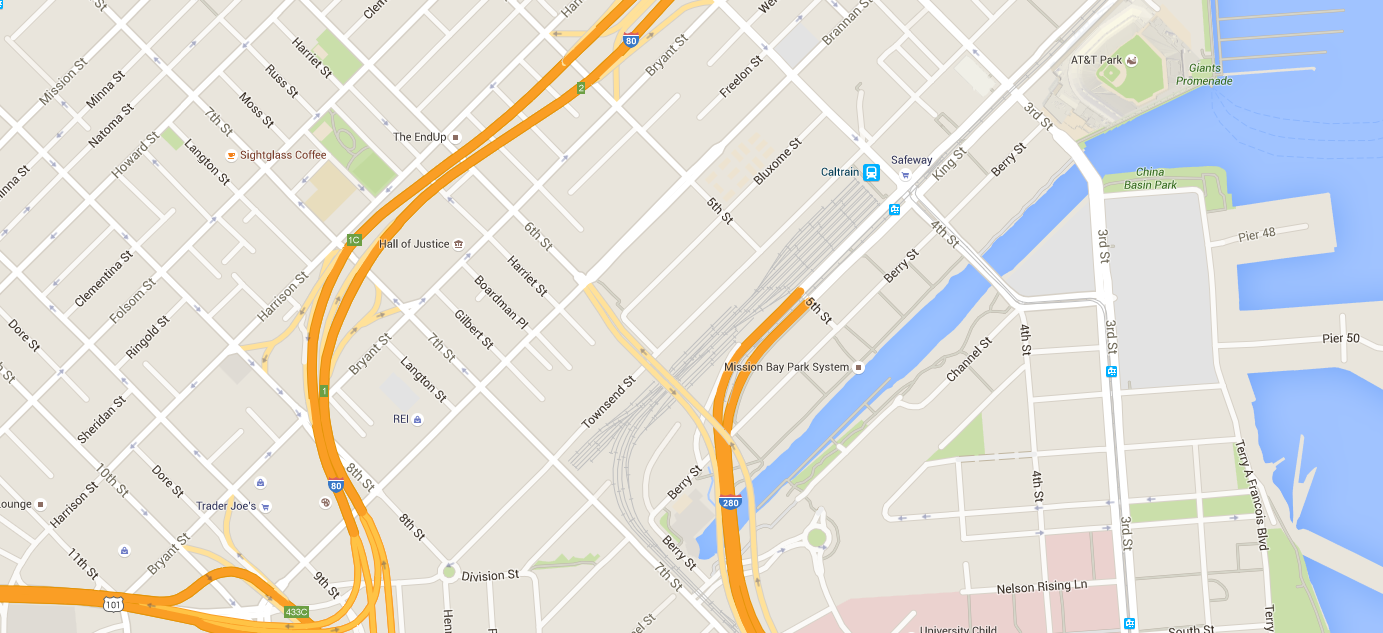 Mission St
Minna St
Natoma St
Howard St
Minna St
Harriet St
Russ St
Moss St
7th St
Langton St
Sightglass Coffee
The EndUp
80
2
Bryant St
Freelon St
Brannan St
AT&T Park
Giants
Promenade
3rd St
Bluxome St
Caltrain
Safeway
King St
Berry St
China
Basin Park
5th St
4th St
3rd St
Pier 48
1C
Hall of Justice
6th St
Harriet St
Boardman Pl
Gilbert St
7th St
Clementina St
Folsom St
Harrison St
Ringold St
Dore St
Bryant St
Langton St
1
REI
Berry St
5th St
Mission Bay Park System
Channel St
4th St
3rd St
Pier 50
Townsend St
Sheridan St
10th St
Dore St
Harrison St
80
8th St
Trader Joe's
Berry St
280
4th St
Terry A Francois Blvd
3rd St
8th St
Bryant St
11th St
9th St
Division St
Berry St
7th St
Nelson Rising Ln
101
433C
University Child
South St
Terry